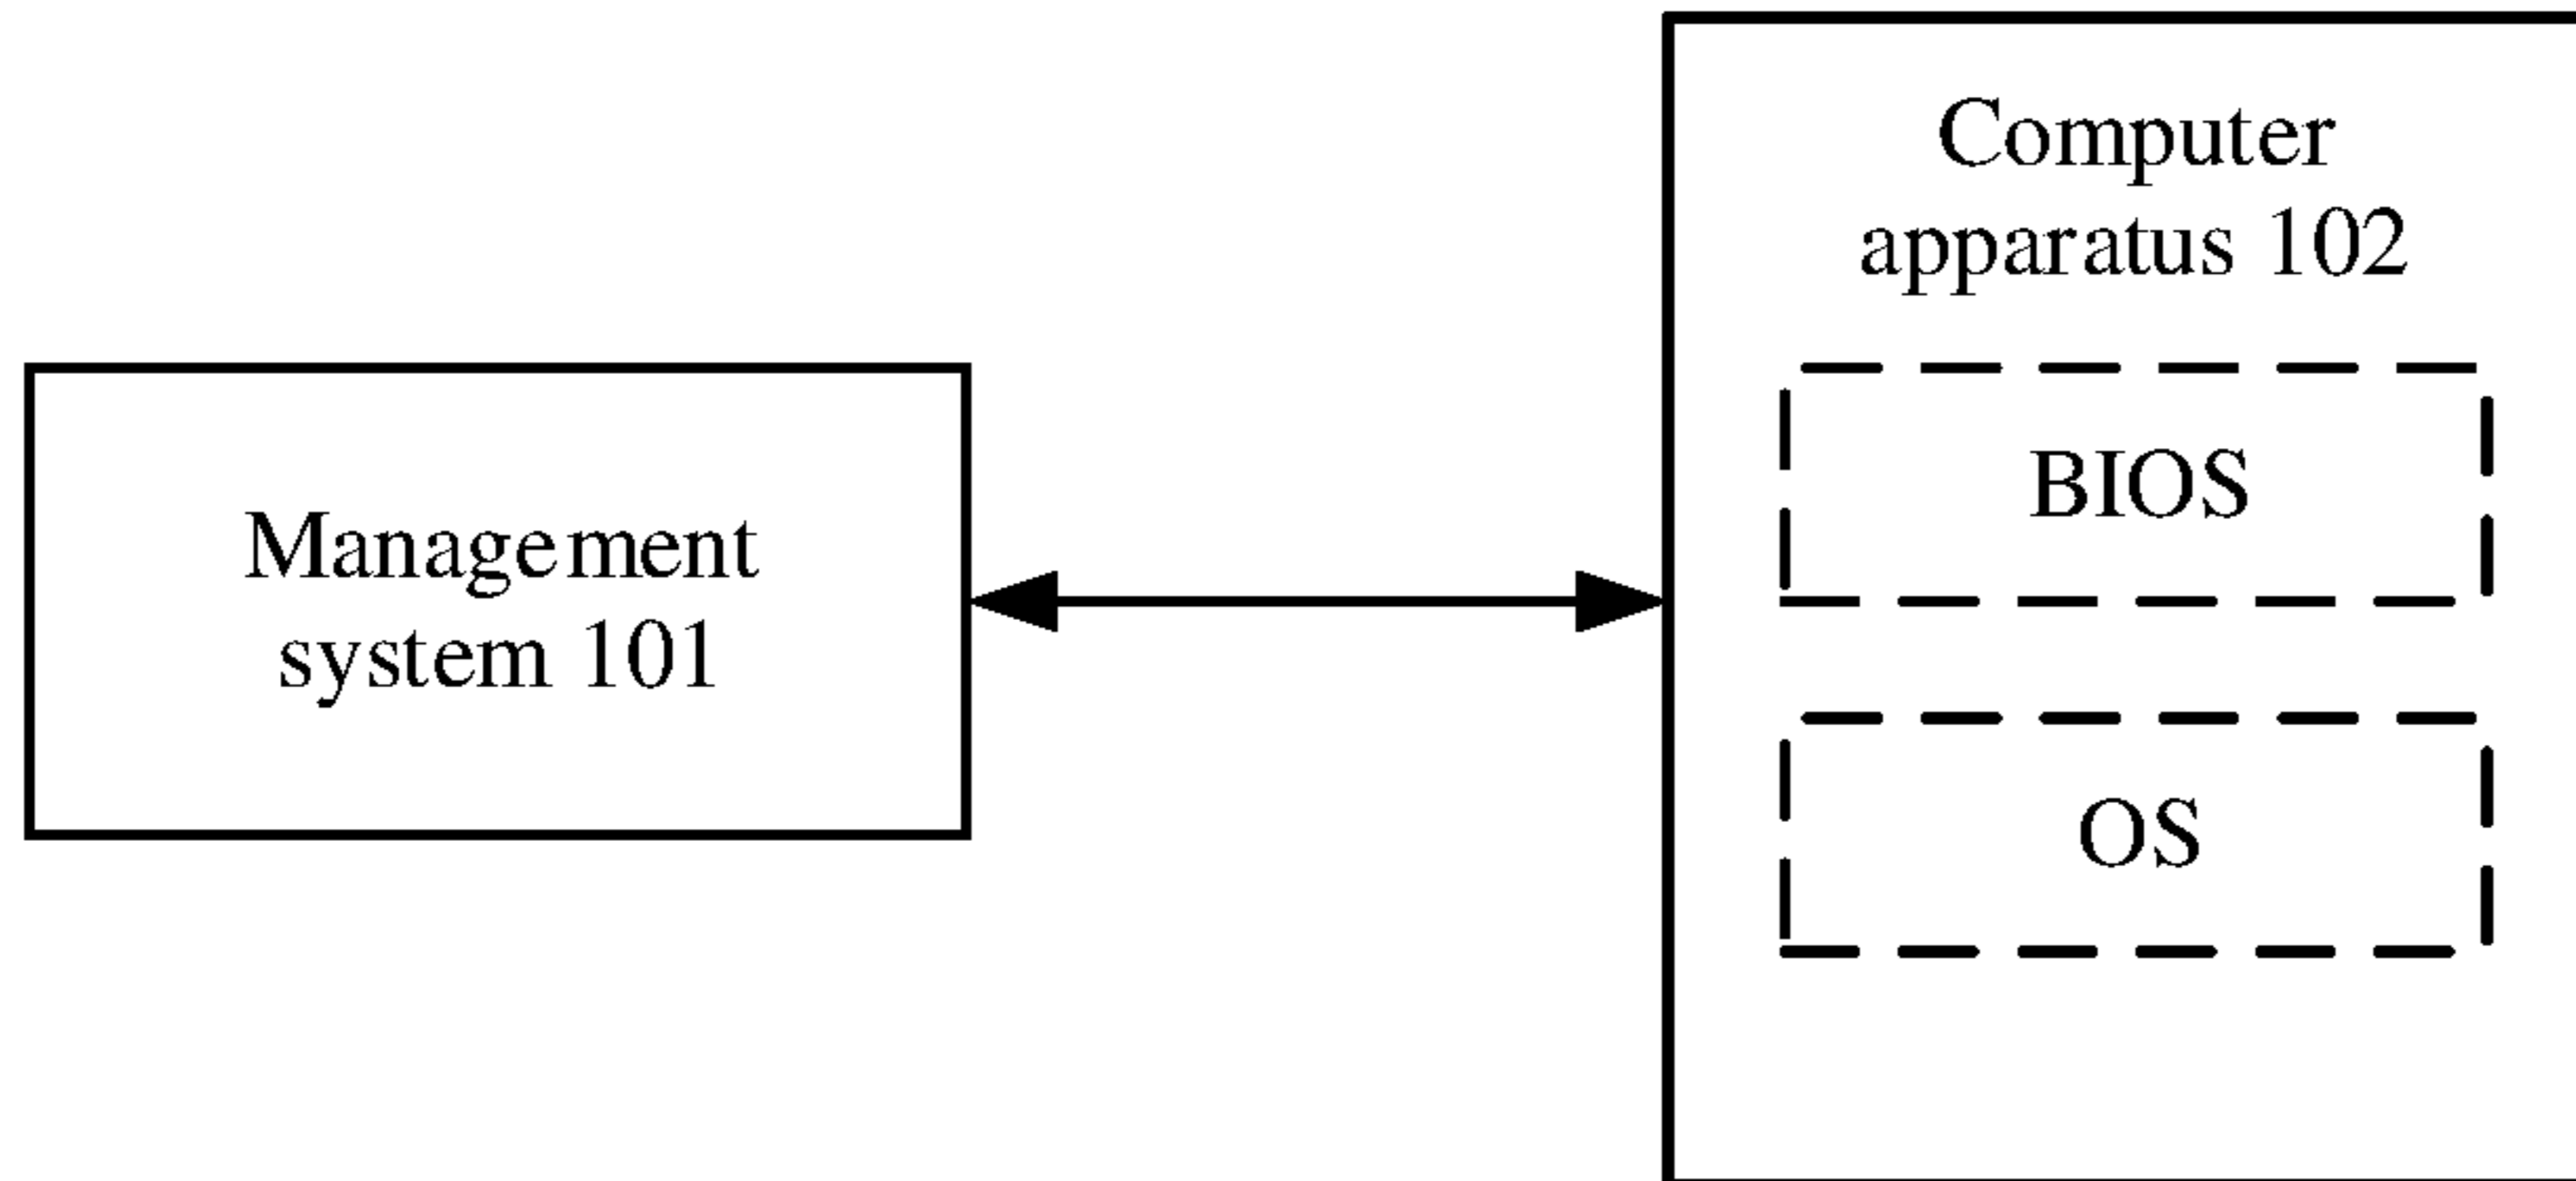 Management
system 101
Computer
apparatus 102
BIOS
OS